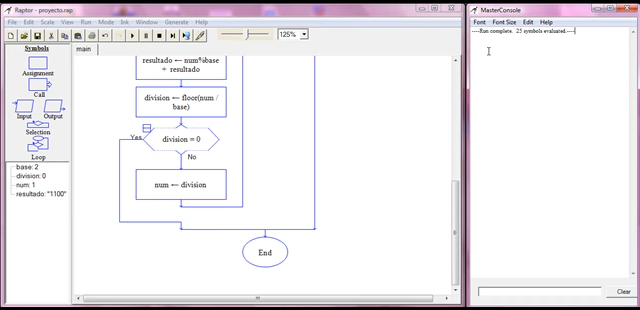 Raptor - proyecto.rap
File Edit Scale View Run Mode Ink Window Generate Help
125%
Symbols
Assignment
Call
Input Output
Selection
Loop
base: 2
division: 0
num: 1
resultado: "1100"
main
resultado ← num%base
+ resultado
division ← floor(num /
base)
Yes
division = 0
No
num ← division
End
MasterConsole
Font Font Size Edit Help
----Run complete. 25 symbols evaluated.----
Clear